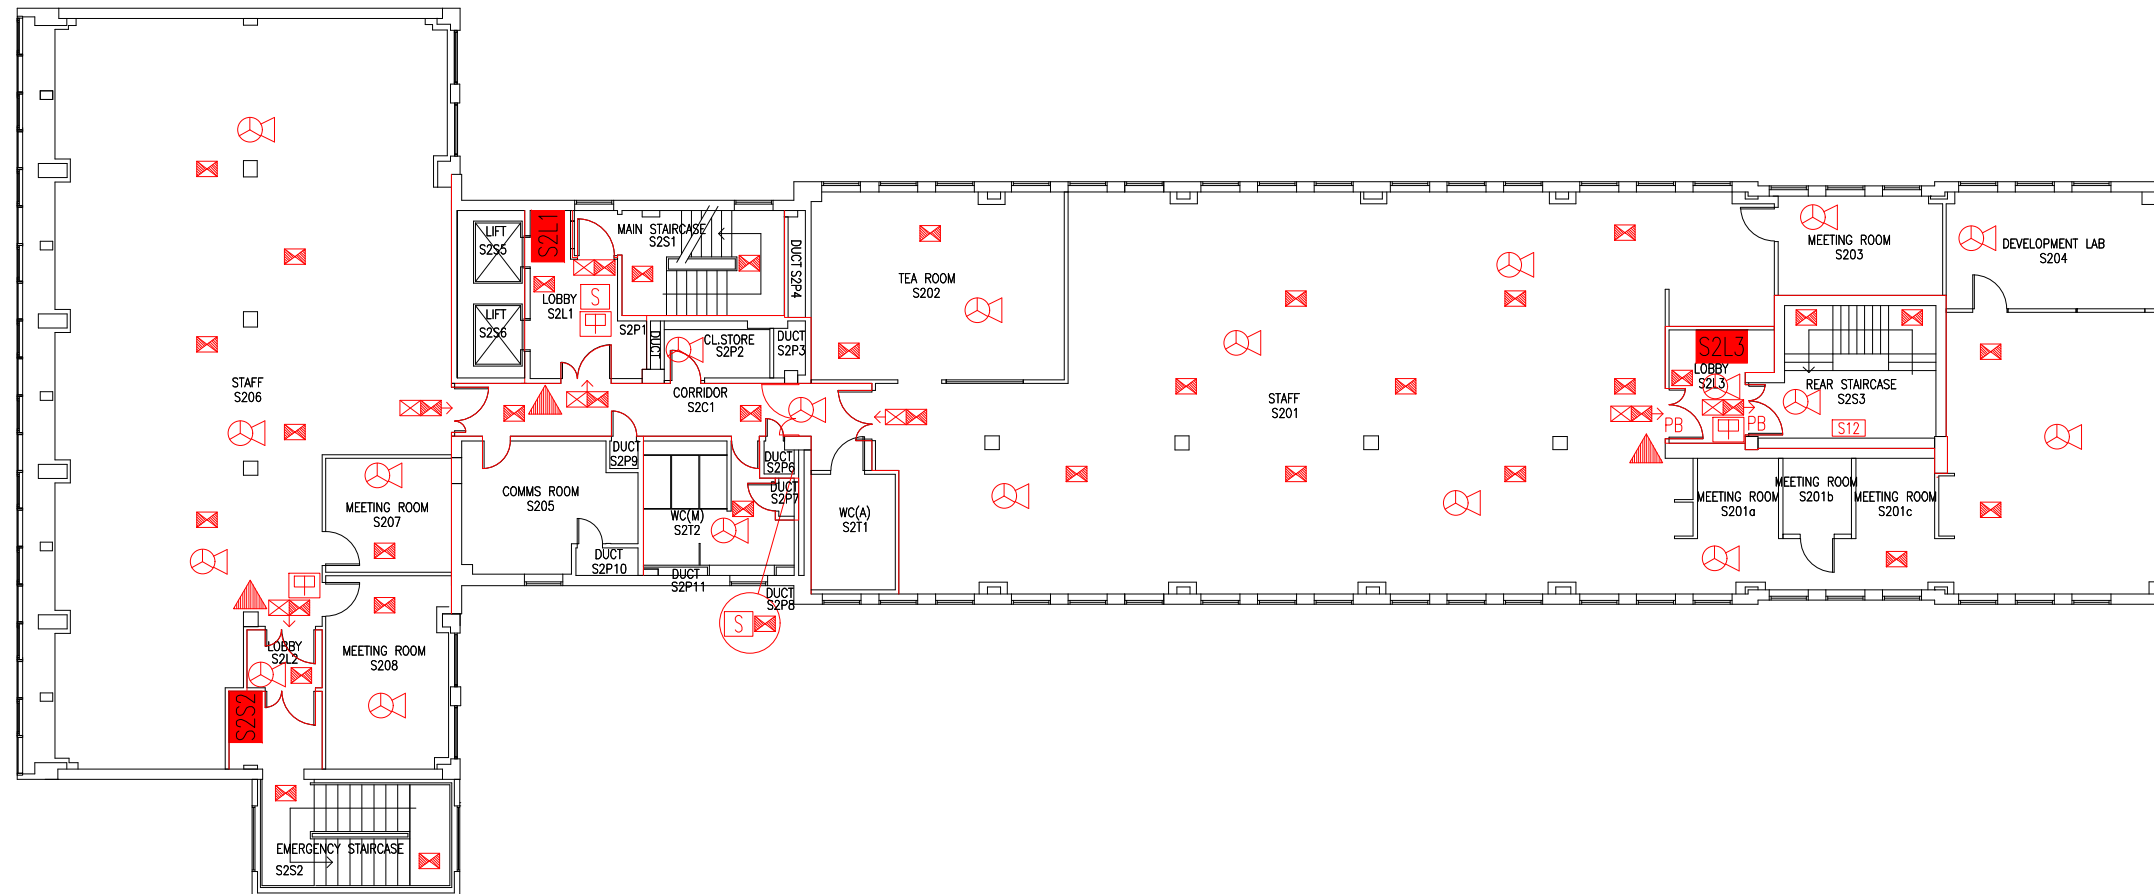 LIFT
S2S5
S2L1
MAIN STAIRCASE
S2S1
DUCT S2P4
LOBBY
S2L1
S
LIFT
S2S6
S2P1
DUCT
CL.STORE
S2P2
DUCT
S2P3
TEA ROOM
S202
MEETING ROOM
S203
DEVELOPMENT LAB
S204
STAFF
S206
CORRIDOR
S2C1
STAFF
S201
S2L3
LOBBY
S2L3
REAR STAIRCASE
S2S3
PB
PB
S12
DUCT
S2P9
DUCT
S2P6
DUCT
S2P7
COMMS ROOM
S205
WC(M)
S2T2
WC(A)
S2T1
MEETING ROOM
S207
MEETING ROOM
S201a
MEETING ROOM
S201b
MEETING ROOM
S201c
DUCT
S2P10
DUCT
S2P11
DUCT
S2P8
S
LOBBY
S2L2
MEETING ROOM
S208
S2S2
EMERGENCY STAIRCASE
S2S2